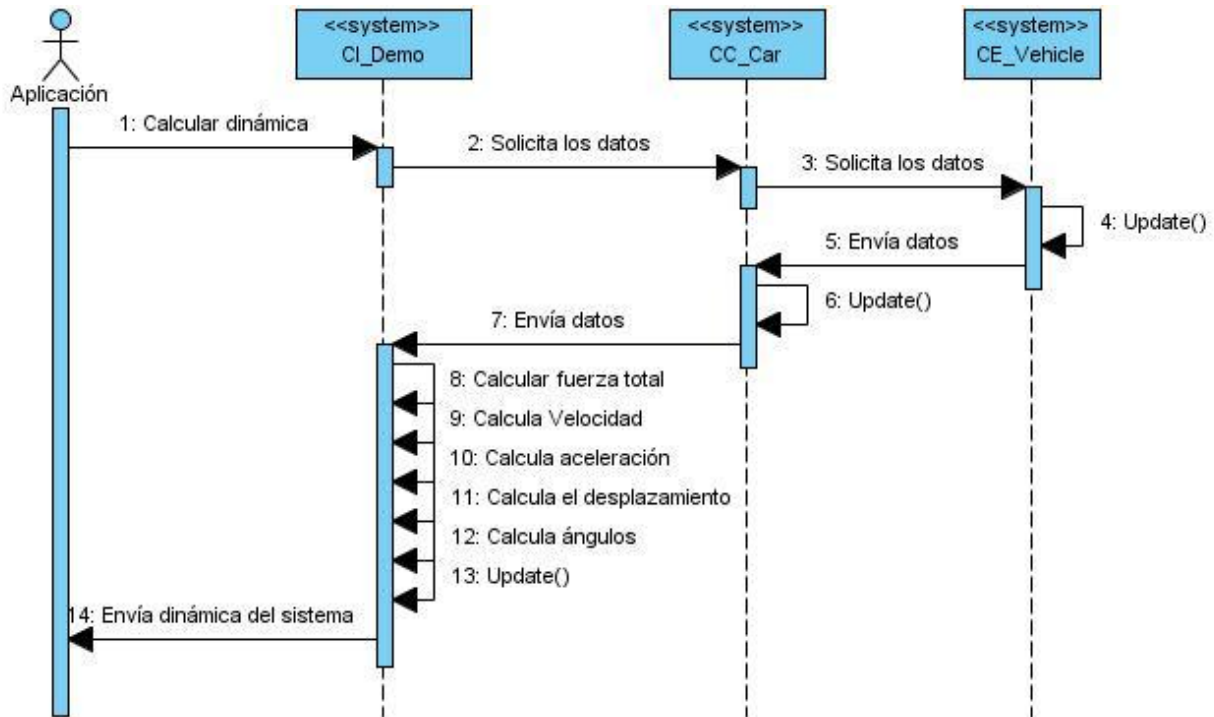 <<system>>
CI_Demo
<<system>>
CC_Car
<<system>>
CE_Vehicle
Aplicación
1: Calcular dinámica
2: Solicita los datos
3: Solicita los datos
4: Update()
5: Envía datos
6: Update()
7: Envía datos
8: Calcular fuerza total
9: Calcula Velocidad
10: Calcula aceleración
11: Calcula el desplazamiento
12: Calcula ángulos
13: Update()
14: Envía dinámica del sistema